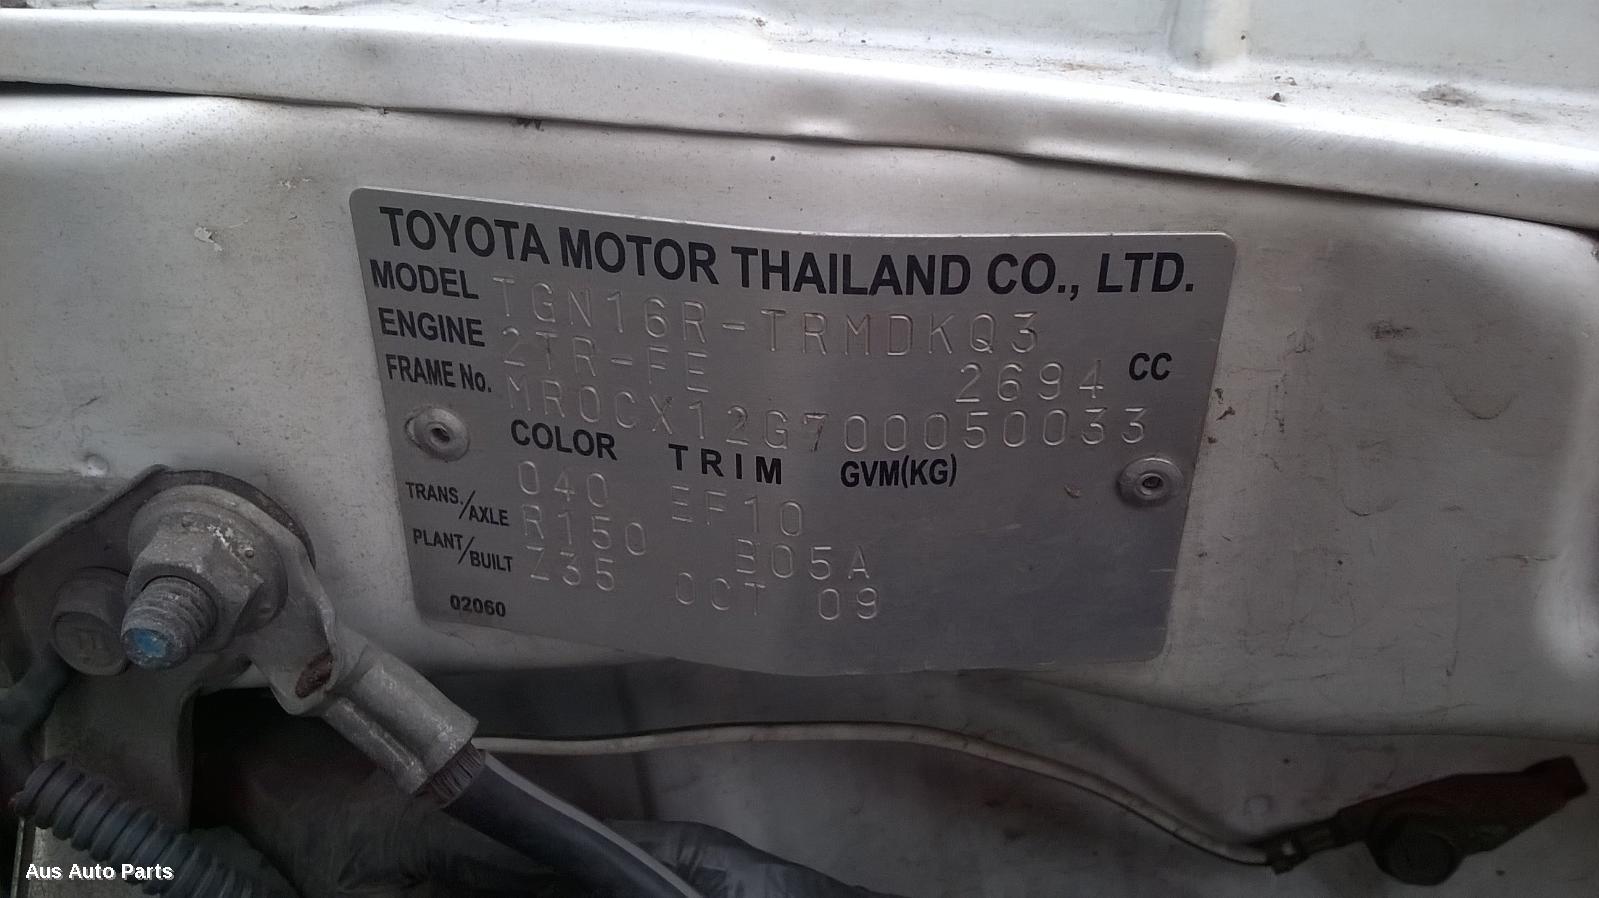 TOYOTA MOTOR THAILAND CO., LTD.
MODEL TGN16R-TRMDKQ3
ENGINE 2TR-FE 2694 CC
FRAME No. MR0CX12G700050033
COLOR TRIM GVM(KG)
040 EF10
TRANS./AXLE R150 B05A
PLANT/BUILT Z35 OCT 09
02060
Aus Auto Parts